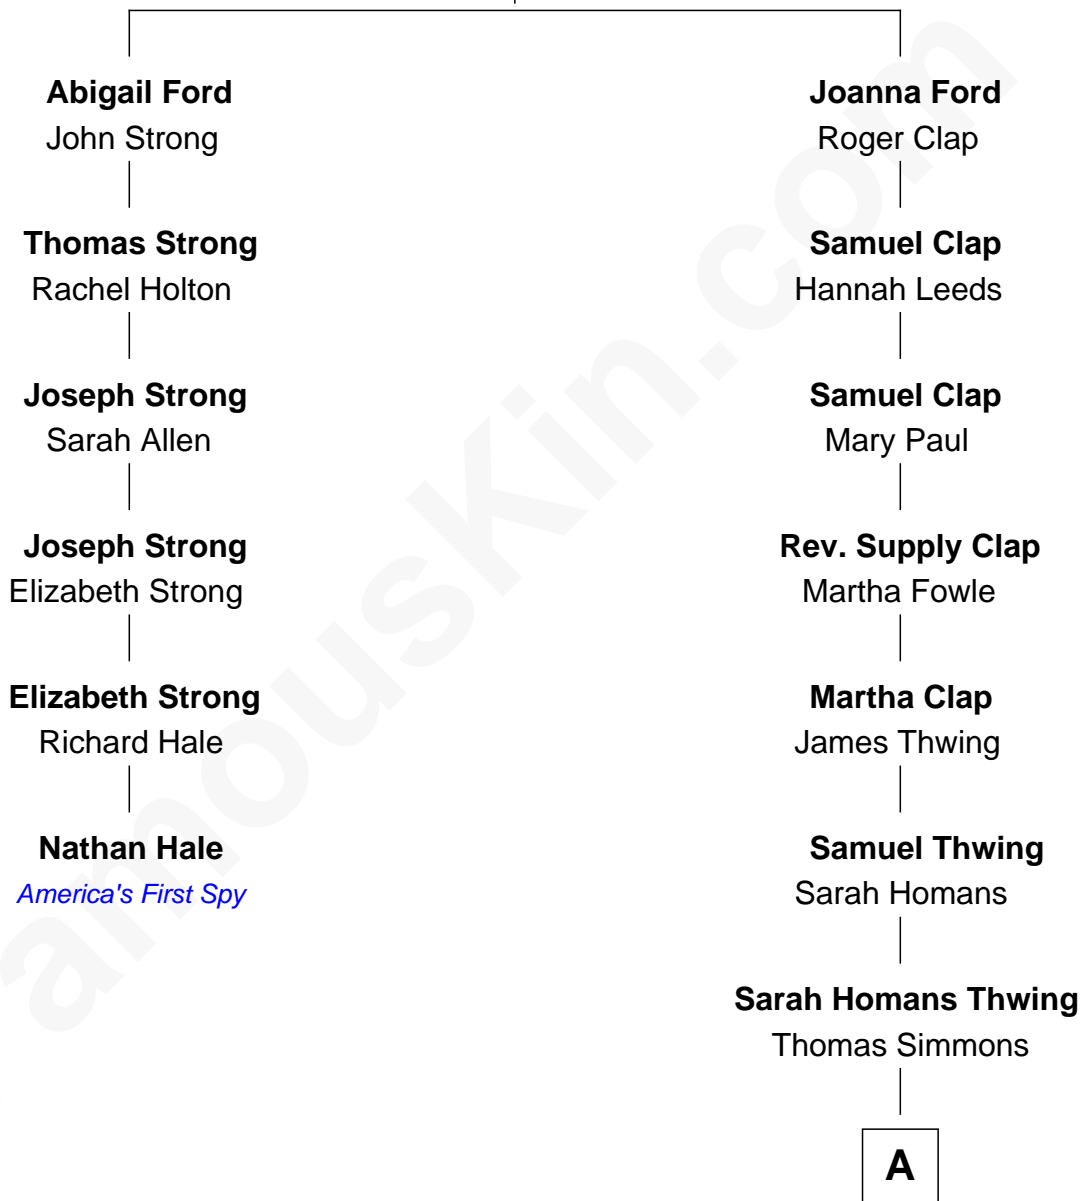 Abigail Ford
John Strong
Thomas Strong
Rachel Holton
Joseph Strong
Sarah Allen
Joseph Strong
Elizabeth Strong
Elizabeth Strong
Richard Hale
Nathan Hale
America's First Spy
Joanna Ford
Roger Clap
Samuel Clap
Hannah Leeds
Samuel Clap
Mary Paul
Rev. Supply Clap
Martha Fowle
Martha Clap
James Thwing
Samuel Thwing
Sarah Homans
Sarah Homans Thwing
Thomas Simmons
A
amouskin.com